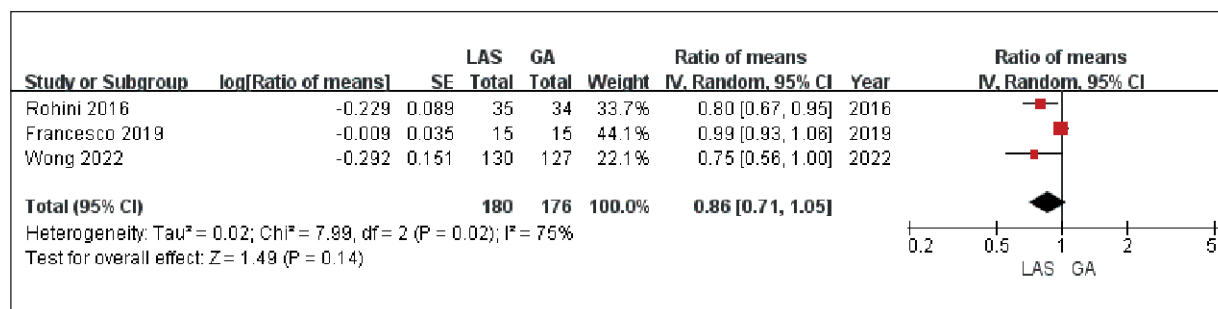 LAS GA Ratio of means Ratio of means
Study or Subgroup log[Ratio of means] SE Total Total Weight IV, Random, 95% CI Year IV, Random, 95% CI
Rohini 2016 -0.229 0.089 35 34 33.7% 0.80 [0.67, 0.95] 2016
Francesco 2019 -0.009 0.035 15 15 44.1% 0.99 [0.93, 1.06] 2019
Wong 2022 -0.292 0.151 130 127 22.1% 0.75 [0.56, 1.00] 2022
Total (95% CI) 180 176 100.0% 0.86 [0.71, 1.05]
Heterogeneity: Tau² = 0.02; Chi² = 7.99, df = 2 (P = 0.02); I² = 75%
Test for overall effect: Z = 1.49 (P = 0.14)
0.2 0.5 1 2 5
LAS GA